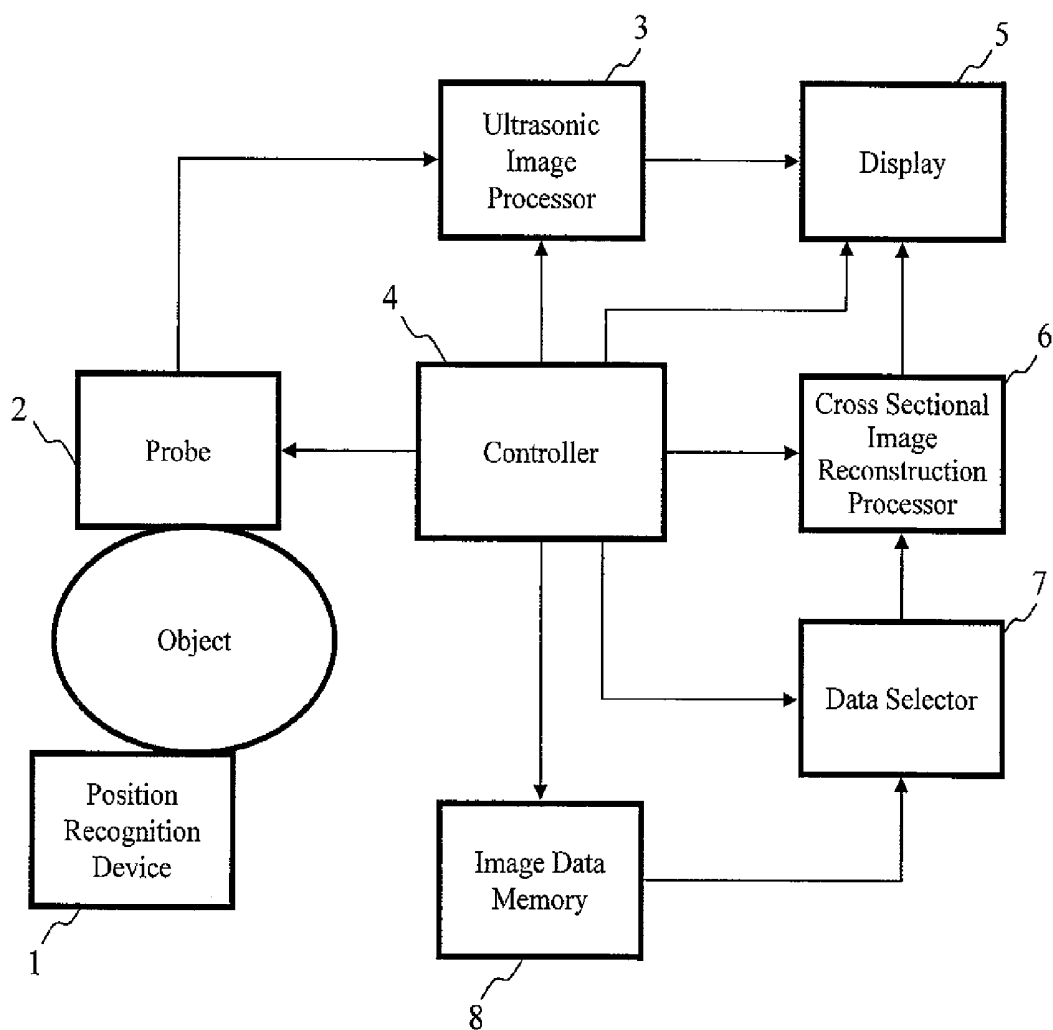 3
5
Ultrasonic
Image
Processor
Display
4
6
2
Probe
Controller
Cross Sectional
Image
Reconstruction
Processor
7
Object
Data Selector
Position
Recognition
Device
Image Data
Memory
1
8